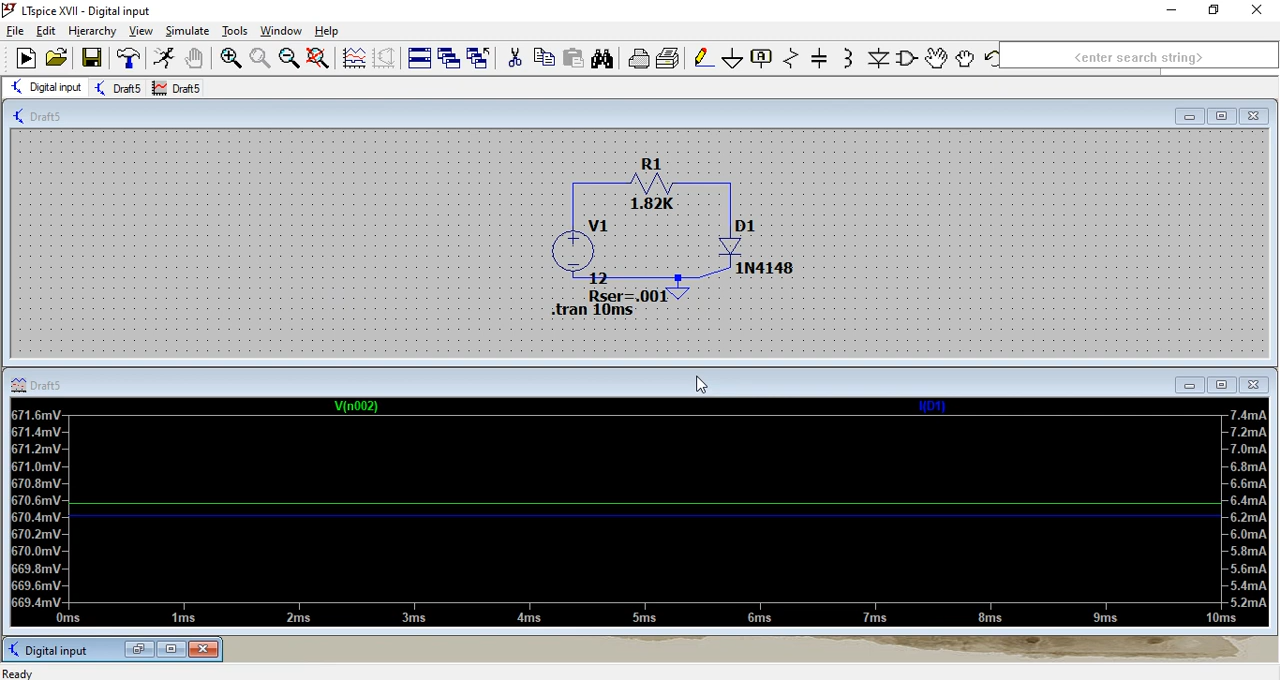 LTspice XVII - Digital input
File Edit Hierarchy View Simulate Tools Window Help
<enter search string>
Digital input Draft5 Draft5
Draft5
R1
1.82K
V1 D1
1N4148
12
Rser=.001
.tran 10ms
Draft5
V(n002) I(D1)
671.6mV 7.4mA
671.4mV 7.2mA
671.2mV 7.0mA
671.0mV 6.8mA
670.8mV 6.6mA
670.6mV 6.4mA
670.4mV 6.2mA
670.2mV 6.0mA
670.0mV 5.8mA
669.8mV 5.6mA
669.6mV 5.4mA
669.4mV 5.2mA
0ms 1ms 2ms 3ms 4ms 5ms 6ms 7ms 8ms 9ms 10ms
Digital input
Ready